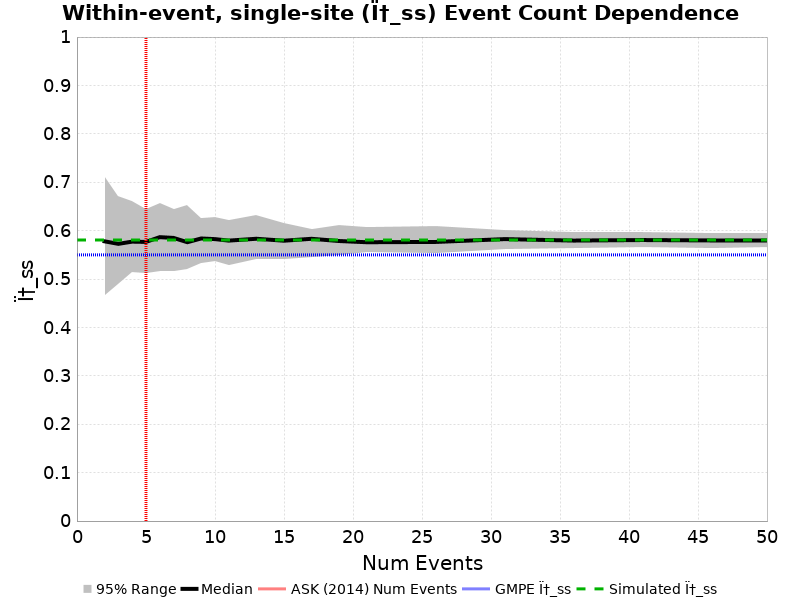 Within-event, single-site (Ï†_ss) Event Count Dependence
1
0.9
0.8
0.7
0.6
0.5
0.4
0.3
0.2
0.1
0
Ï†_ss
0 5 10 15 20 25 30 35 40 45 50
Num Events
95% Range Median ASK (2014) Num Events GMPE Ï†_ss Simulated Ï†_ss